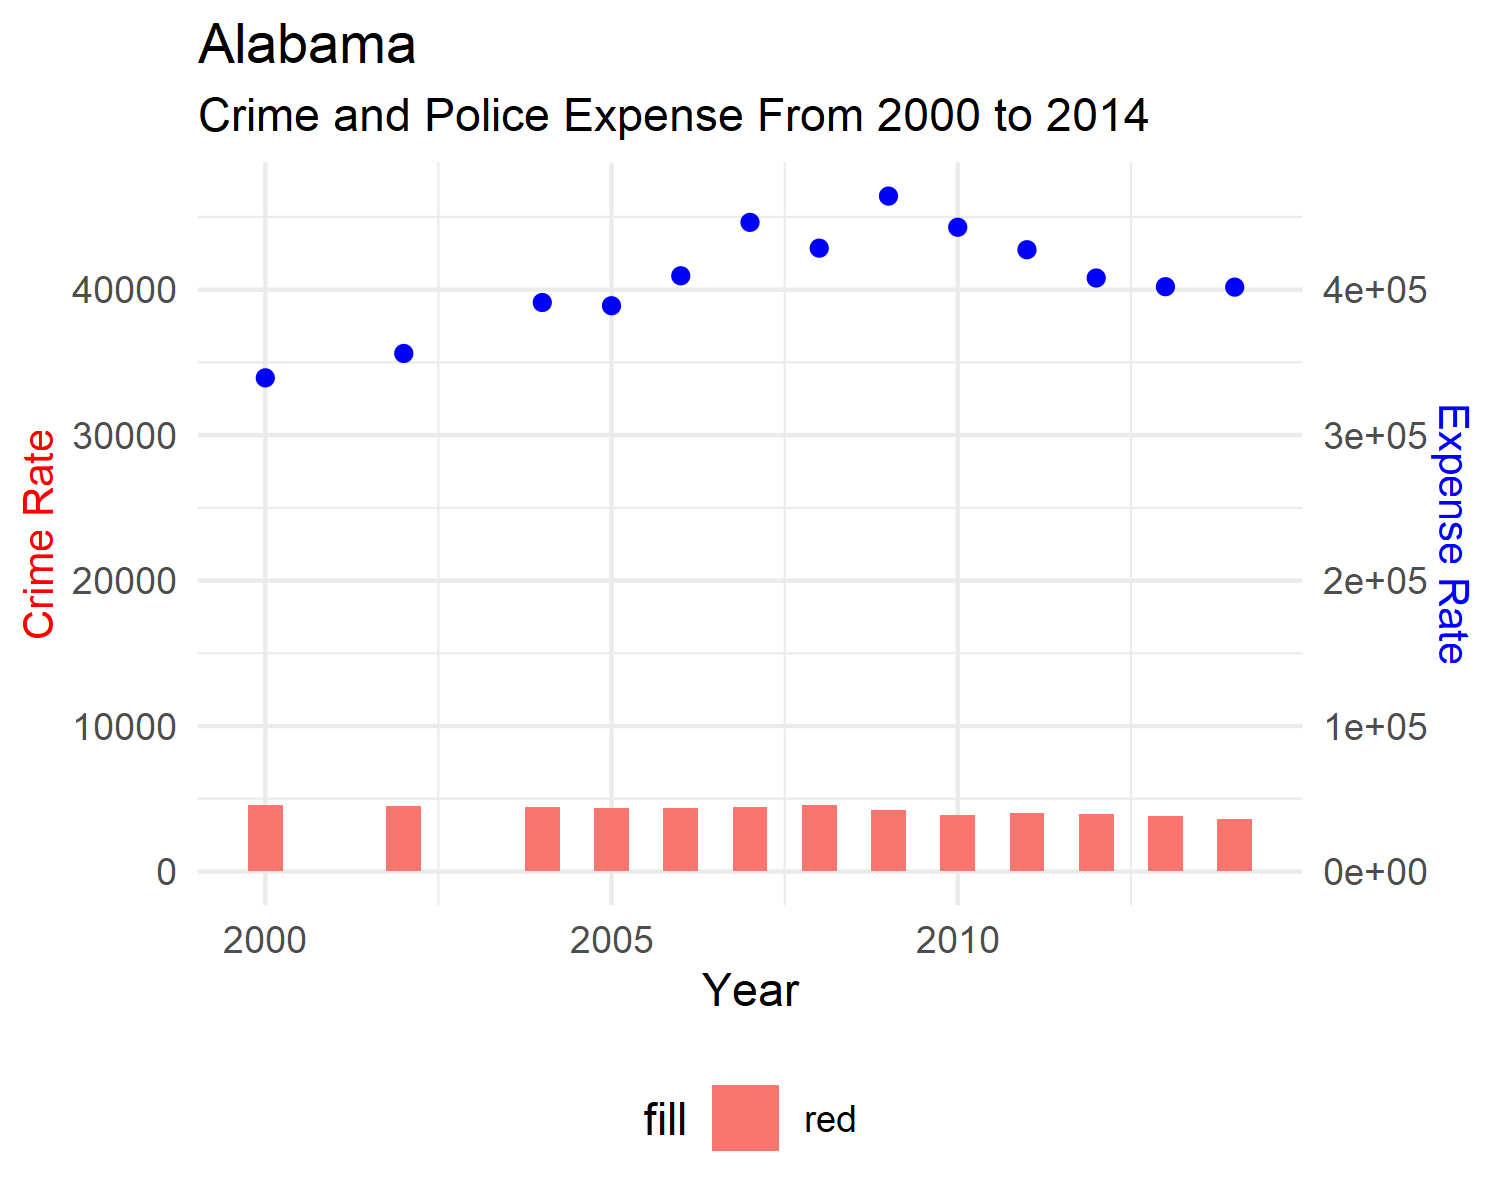 Alabama
Crime and Police Expense From 2000 to 2014
Crime Rate
40000
30000
20000
10000
0
4e+05
3e+05
2e+05
1e+05
0e+00
Expense Rate
2000 2005 2010
Year
fill red